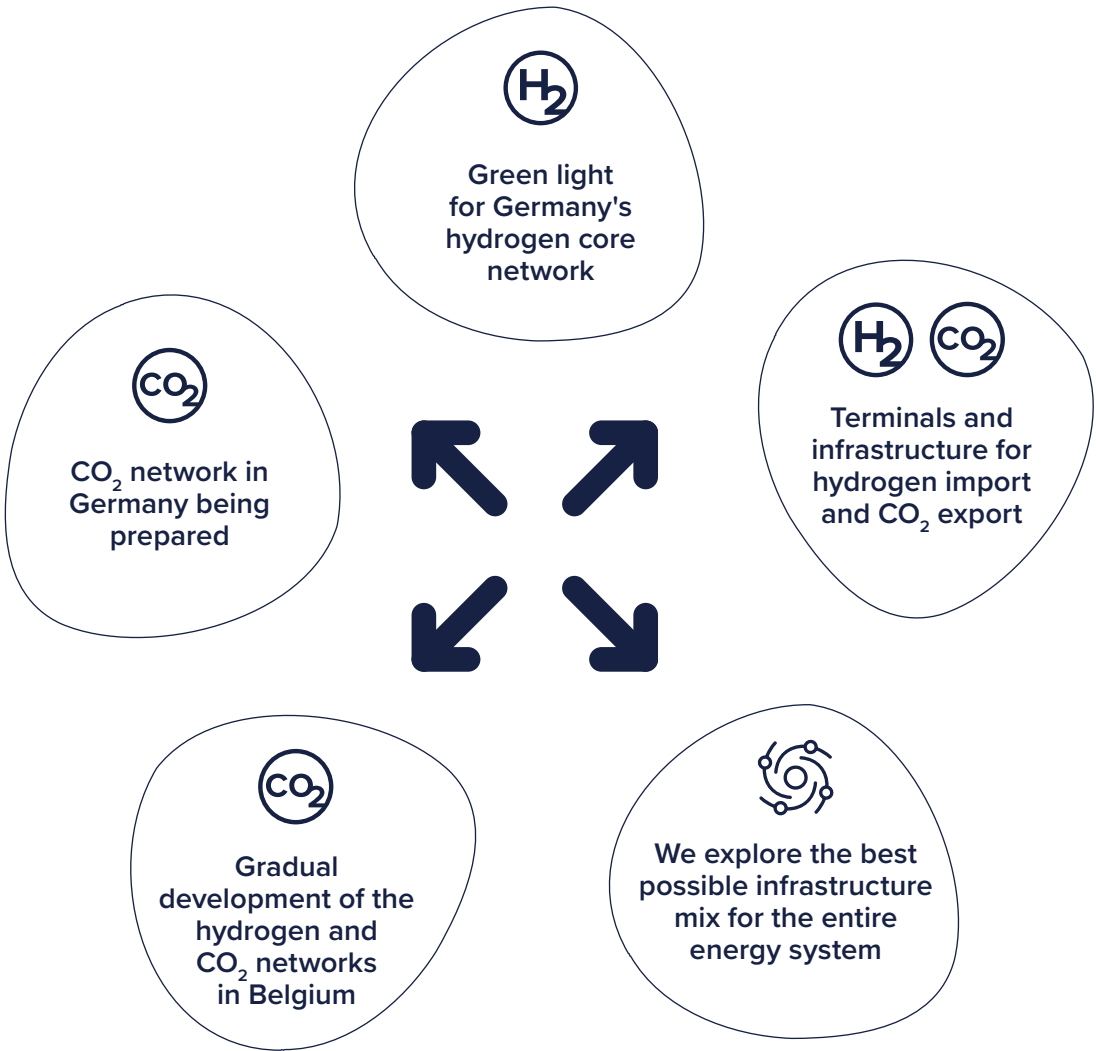 H2
Green light
for Germany's
hydrogen core
network
CO2
CO₂ network in
Germany being
prepared
H2 CO2
Terminals and
infrastructure for
hydrogen import
and CO₂ export
CO2
Gradual
development of the
hydrogen and
CO₂ networks
in Belgium
We explore the best
possible infrastructure
mix for the entire
energy system